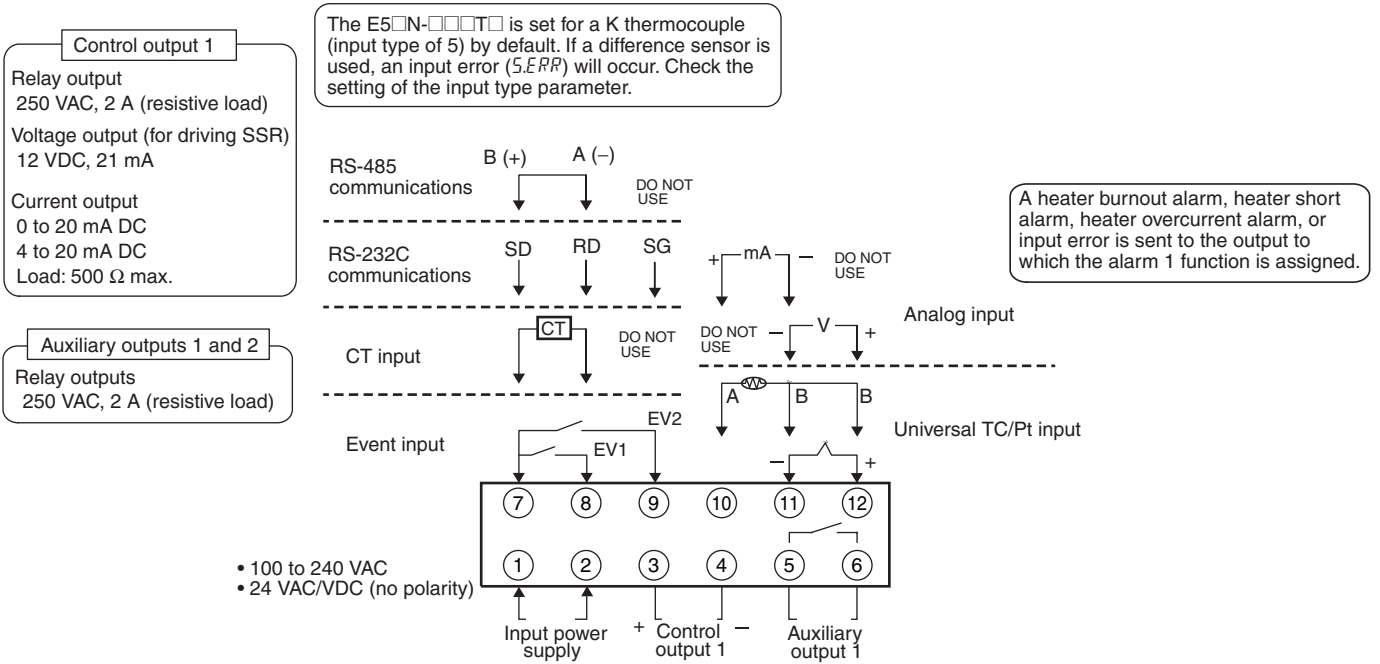 Control output 1
Relay output
250 VAC, 2 A (resistive load)
Voltage output (for driving SSR)
12 VDC, 21 mA
Current output
0 to 20 mA DC
4 to 20 mA DC
Load: 500 Ω max.
Auxiliary outputs 1 and 2
Relay outputs
250 VAC, 2 A (resistive load)
The E5□N-□□□T□ is set for a K thermocouple
(input type of 5) by default. If a difference sensor is
used, an input error (S.ERR) will occur. Check the
setting of the input type parameter.
A heater burnout alarm, heater short
alarm, heater overcurrent alarm, or
input error is sent to the output to
which the alarm 1 function is assigned.
RS-485
communications
B (+) A (−)
DO NOT
USE
RS-232C
communications
SD RD SG
+ mA −
DO NOT
USE
CT input
CT
DO NOT
USE
DO NOT
USE
− V +
Analog input
A B B
Universal TC/Pt input
− +
Event input
EV2
EV1
7 8 9 10 11 12
1 2 3 4 5 6
• 100 to 240 VAC
• 24 VAC/VDC (no polarity)
Input power
supply
+ Control −
output 1
Auxiliary
output 1